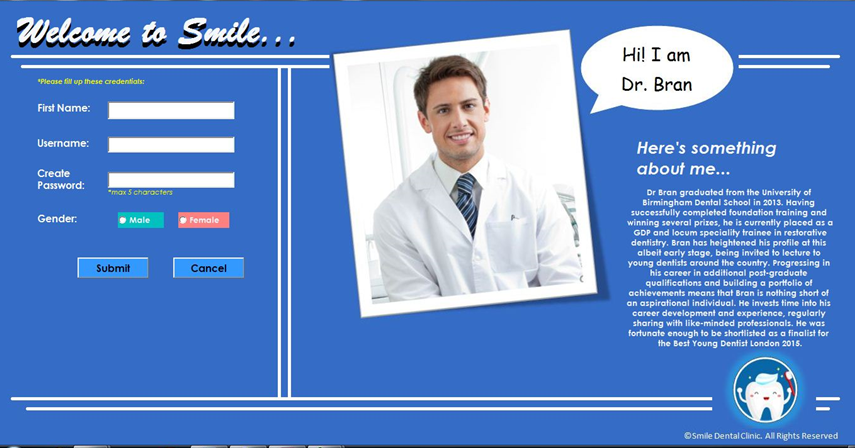 Welcome to Smile...
*Please fill up these credentials:
First Name:
Username:
Create
Password:
*max 5 characters
Gender:
Male
Female
Submit
Cancel
Hi! I am
Dr. Bran
Here's something
about me...
Dr Bran graduated from the University of
Birmingham Dental School in 2013. Having
successfully completed foundation training and
winning several prizes, he is currently placed as a
GDP and locum speciality trainee in restorative
dentistry. Bran has heightened his profile at this
albeit early stage, being invited to lecture to
young dentists around the country. Progressing in
his career in additional post-graduate
qualifications and building a portfolio of
achievements means that Bran is nothing short of
an aspirational individual. He invests time into his
career development and experience, regularly
sharing with like-minded professionals. He was
fortunate enough to be shortlisted as a finalist for
the Best Young Dentist London 2015.
©Smile Dental Clinic. All Rights Reserved